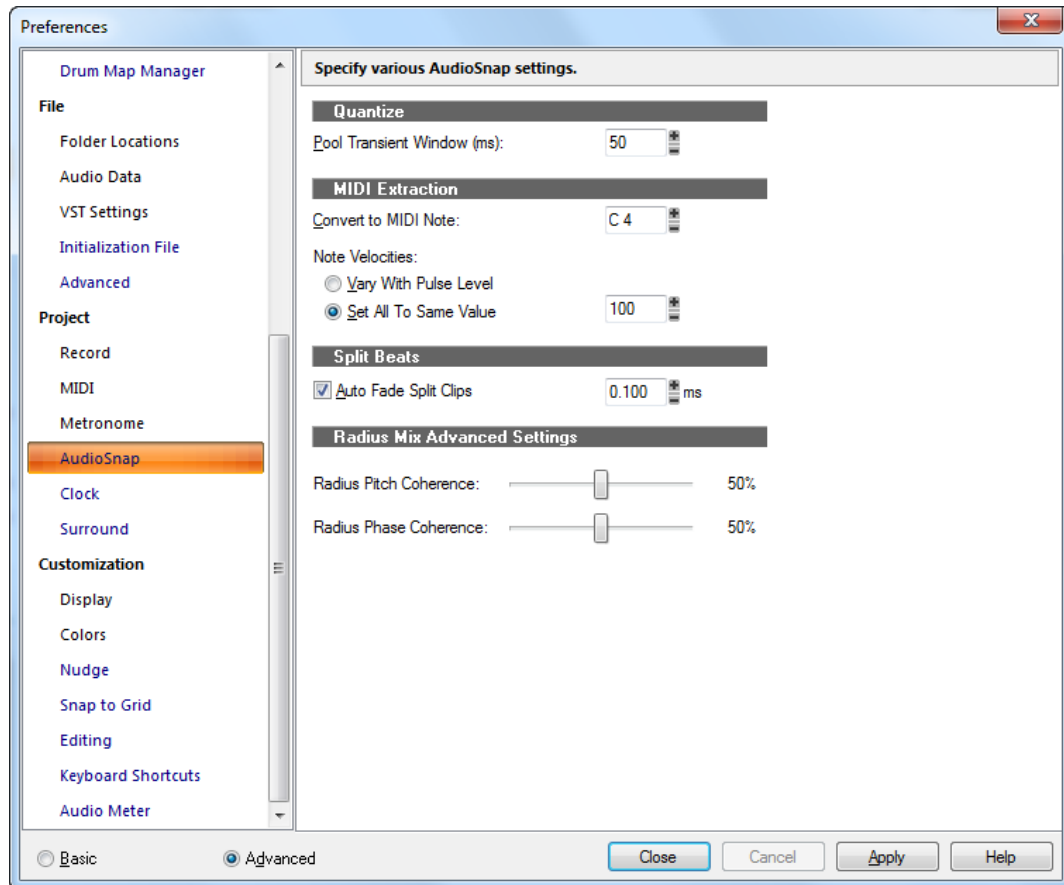 Preferences
Drum Map Manager
File
Folder Locations
Audio Data
VST Settings
Initialization File
Advanced
Project
Record
MIDI
Metronome
AudioSnap
Clock
Surround
Customization
Display
Colors
Nudge
Snap to Grid
Editing
Keyboard Shortcuts
Audio Meter
Specify various AudioSnap settings.
Quantize
Pool Transient Window (ms): 50
MIDI Extraction
Convert to MIDI Note: C 4
Note Velocities:
Vary With Pulse Level
Set All To Same Value 100
Split Beats
Auto Fade Split Clips 0.100 ms
Radius Mix Advanced Settings
Radius Pitch Coherence: 50%
Radius Phase Coherence: 50%
Basic Advanced Close Cancel Apply Help